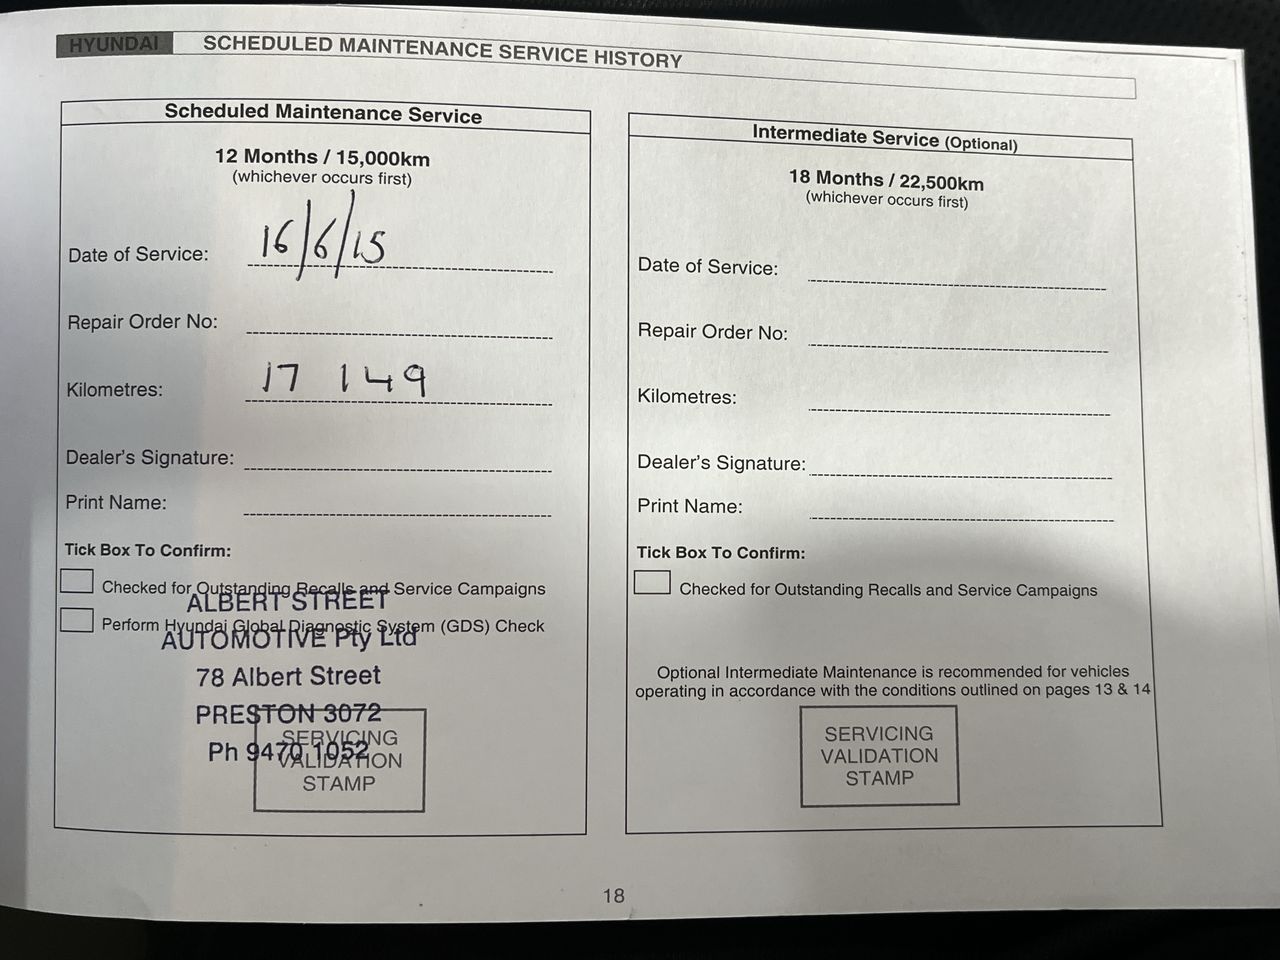 HYUNDAI SCHEDULED MAINTENANCE SERVICE HISTORY
Scheduled Maintenance Service
12 Months / 15,000km
(whichever occurs first)
Date of Service: 16/6/15
Repair Order No:
Kilometres: 17 149
Dealer's Signature:
Print Name:
Tick Box To Confirm:
Checked for Outstanding Recalls and Service Campaigns
Perform Hyundai Global Diagnostic System (GDS) Check
ALBERT STREET
AUTOMOTIVE Pty Ltd
78 Albert Street
PRESTON 3072
Ph 9470 1052
SERVICING
VALIDATION
STAMP
Intermediate Service (Optional)
18 Months / 22,500km
(whichever occurs first)
Date of Service:
Repair Order No:
Kilometres:
Dealer's Signature:
Print Name:
Tick Box To Confirm:
Checked for Outstanding Recalls and Service Campaigns
Optional Intermediate Maintenance is recommended for vehicles
operating in accordance with the conditions outlined on pages 13 & 14
SERVICING
VALIDATION
STAMP
18